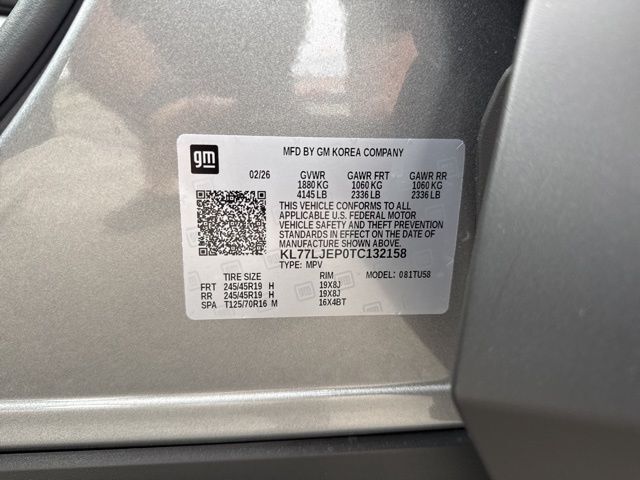 gm
MFD BY GM KOREA COMPANY
02/26 GVWR GAWR FRT GAWR RR
1880 KG 1060 KG 1060 KG
4145 LB 2336 LB 2336 LB
THIS VEHICLE CONFORMS TO ALL
APPLICABLE U.S. FEDERAL MOTOR
VEHICLE SAFETY AND THEFT PREVENTION
STANDARDS IN EFFECT ON THE DATE OF
MANUFACTURE SHOWN ABOVE.
KL77LJEP0TC132158
TYPE: MPV MODEL: 081TU58
TIRE SIZE RIM
FRT 245/45R19 H 19X8J
RR 245/45R19 H 19X8J
SPA T125/70R16 M 16X4BT